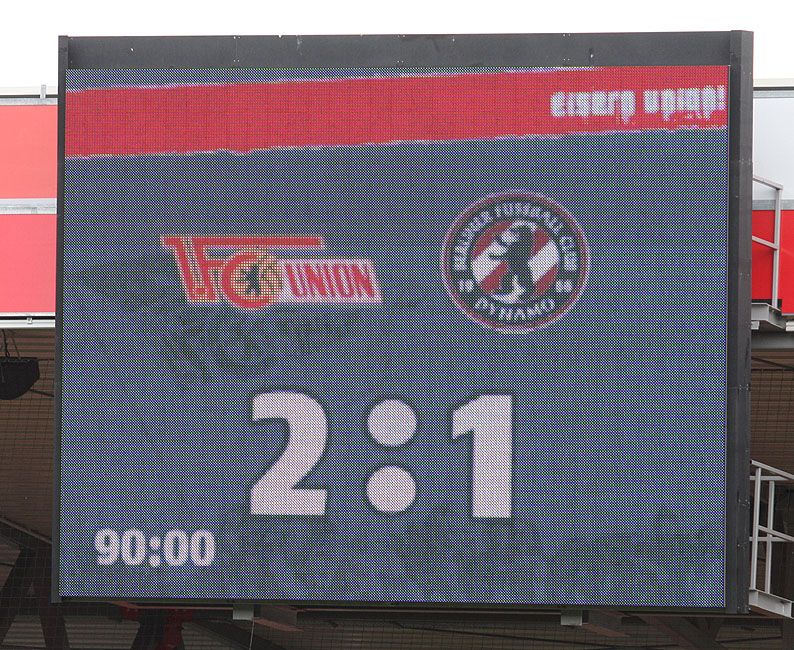 eisern union!
1.FC UNION
BERLINER FUSSBALL CLUB
19 66
DYNAMO
2:1
90:00